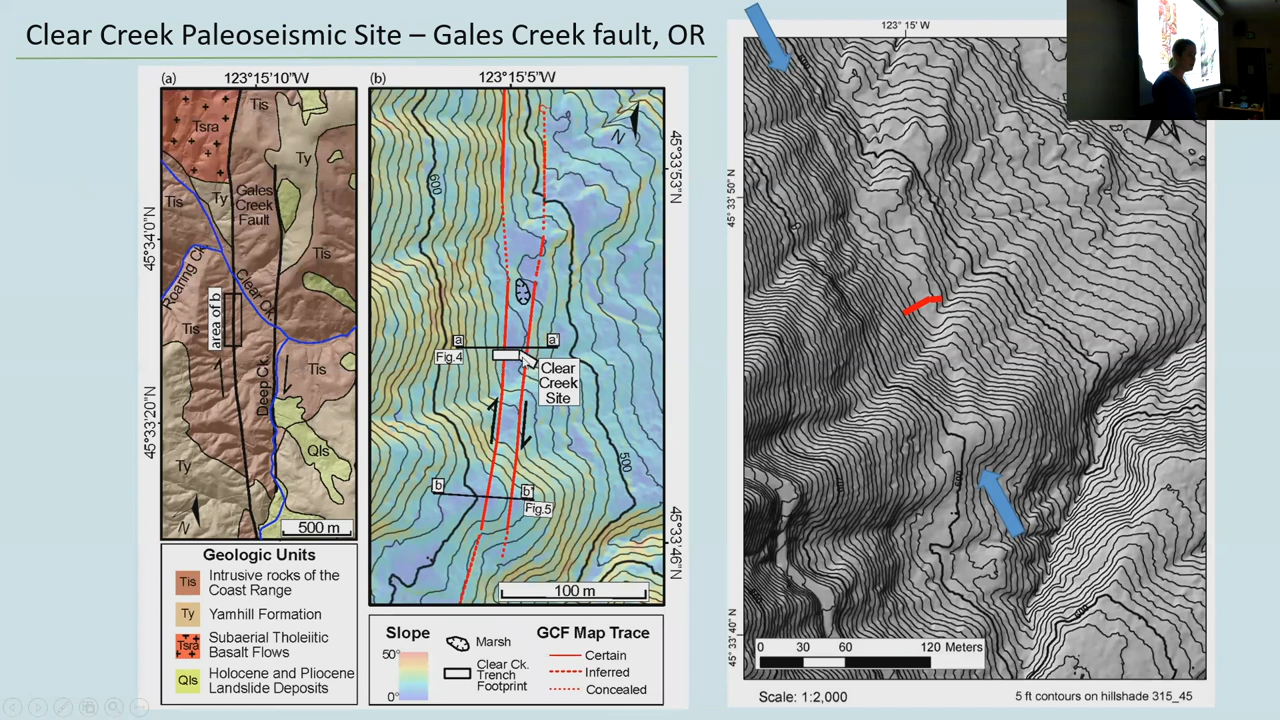 Clear Creek Paleoseismic Site – Gales Creek fault, OR
(a)
123°15'10"W
45°34'0"N
45°33'20"N
Tis
Tsra
Ty
Tis
Ty
Gales
Creek
Fault
Tis
Roaring Ck.
Clear Ck.
area of b
Tis
Deep Ck.
Tis
Ty
Qls
N
500 m
Geologic Units
Tis Intrusive rocks of the
Coast Range
Ty Yamhill Formation
Tsra Subaerial Tholeiitic
Basalt Flows
Qls Holocene and Pliocene
Landslide Deposits
(b)
123°15'5"W
45°33'53"N
45°33'46"N
N
600
a
a'
Fig.4
Clear
Creek
Site
500
b
b'
Fig.5
100 m
Slope
50°
0°
Marsh
Clear Ck.
Trench
Footprint
GCF Map Trace
Certain
Inferred
Concealed
123° 15' W
45° 33' 50" N
45° 33' 40" N
600
0 30 60 120 Meters
Scale: 1:2,000
5 ft contours on hillshade 315_45